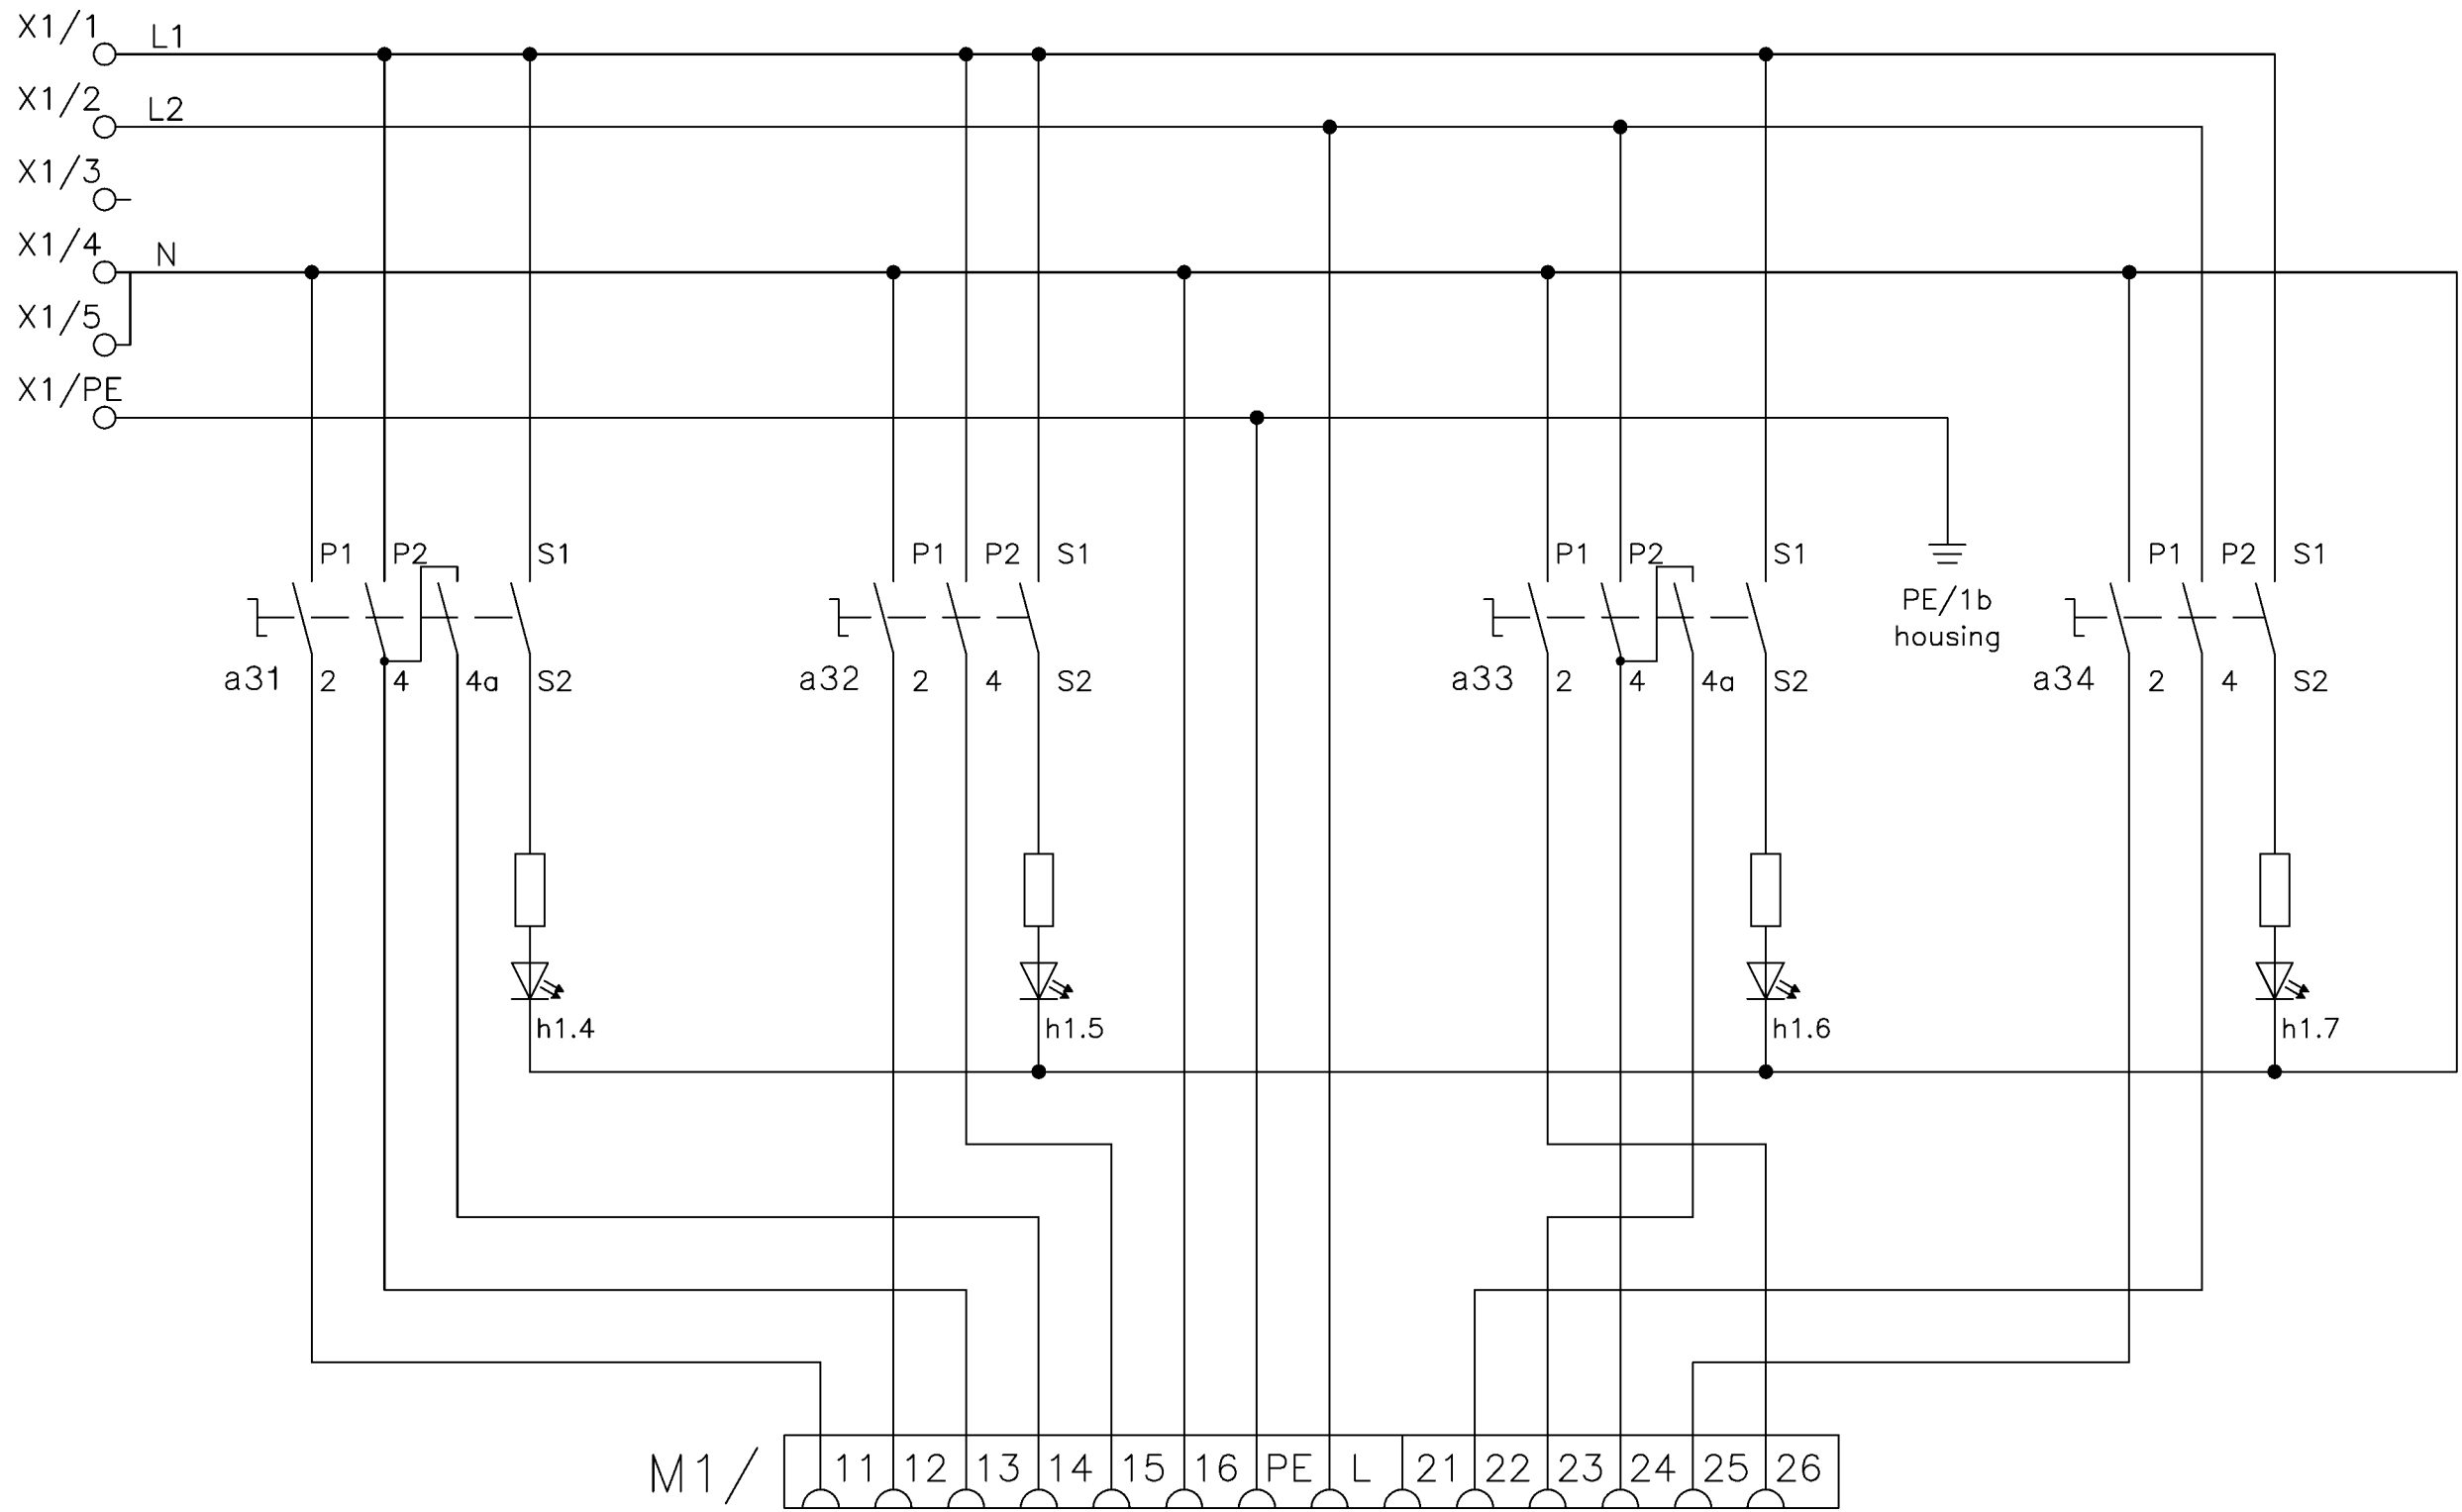 X1/1 L1
X1/2 L2
X1/3
X1/4 N
X1/5
X1/PE
P1 P2 S1 P1 P2 S1 P1 P2 S1 P1 P2 S1
PE/1b
housing
a31 2 4 4a S2 a32 2 4 S2 a33 2 4 4a S2 a34 2 4 S2
h1.4 h1.5 h1.6 h1.7
M1/ 11 12 13 14 15 16 PE L 21 22 23 24 25 26